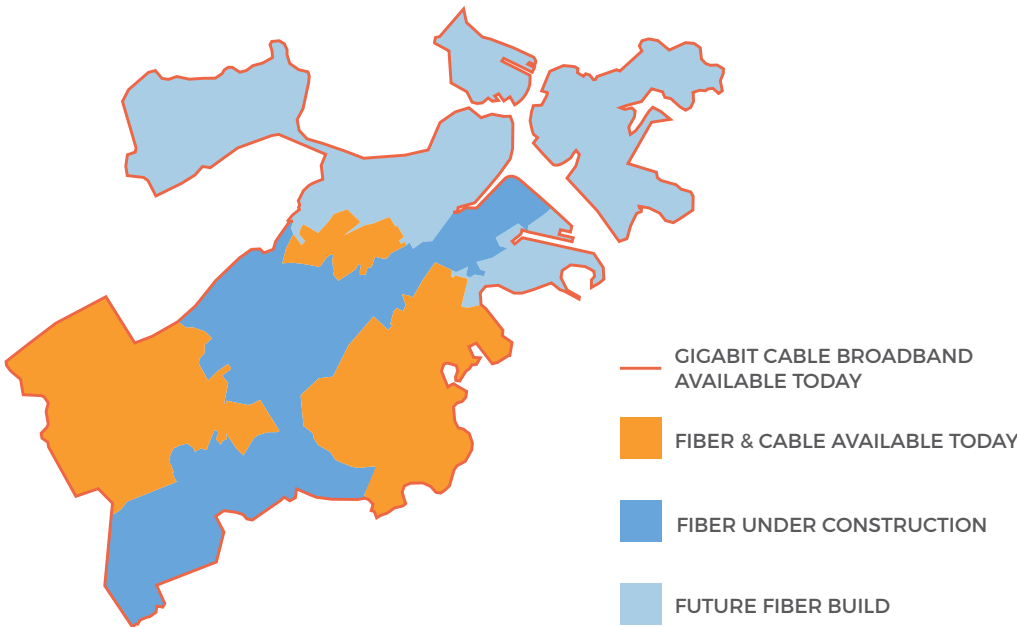 GIGABIT CABLE BROADBAND
AVAILABLE TODAY
FIBER & CABLE AVAILABLE TODAY
FIBER UNDER CONSTRUCTION
FUTURE FIBER BUILD